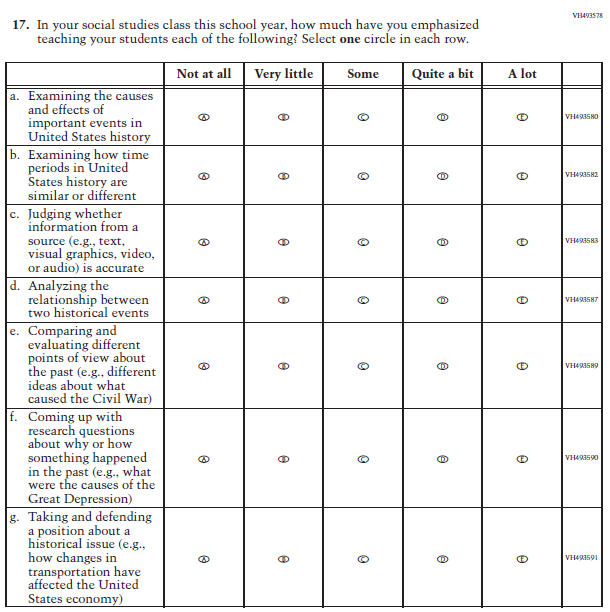 VH493578
17. In your social studies class this school year, how much have you emphasized
teaching your students each of the following? Select one circle in each row.
Not at all Very little Some Quite a bit A lot
a. Examining the causes
and effects of
important events in
United States history
A B C D E VH493580
b. Examining how time
periods in United
States history are
similar or different
A B C D E VH493582
c. Judging whether
information from a
source (e.g., text,
visual graphics, video,
or audio) is accurate
A B C D E VH493583
d. Analyzing the
relationship between
two historical events
A B C D E VH493587
e. Comparing and
evaluating different
points of view about
the past (e.g., different
ideas about what
caused the Civil War)
A B C D E VH493589
f. Coming up with
research questions
about why or how
something happened
in the past (e.g., what
were the causes of the
Great Depression)
A B C D E VH493590
g. Taking and defending
a position about a
historical issue (e.g.,
how changes in
transportation have
affected the United
States economy)
A B C D E VH493591